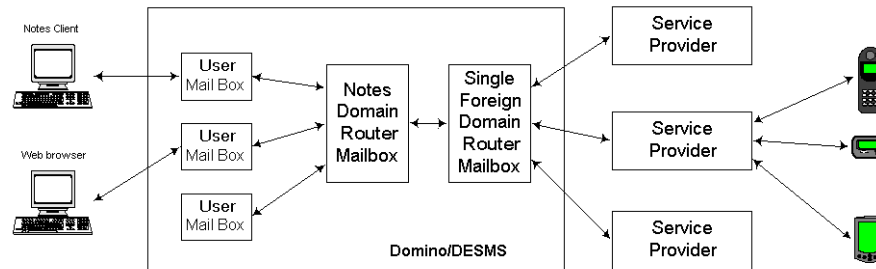 Notes Client
Web browser
User
Mail Box
User
Mail Box
User
Mail Box
Notes
Domain
Router
Mailbox
Single
Foreign
Domain
Router
Mailbox
Domino/DESMS
Service
Provider
Service
Provider
Service
Provider